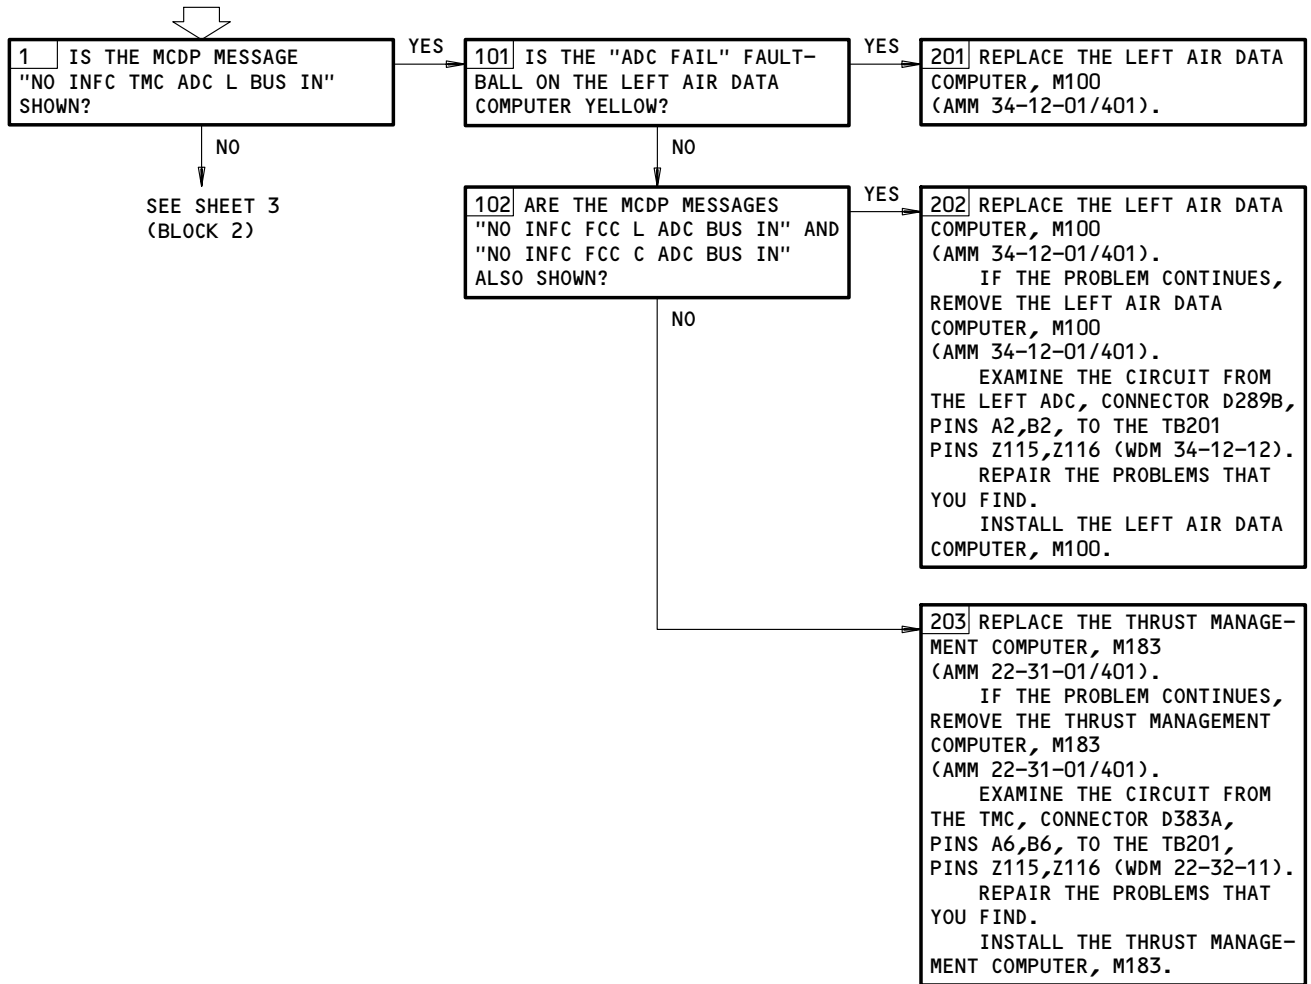 1 IS THE MCDP MESSAGE
"NO INFC TMC ADC L BUS IN"
SHOWN?
YES
NO
SEE SHEET 3
(BLOCK 2)
101 IS THE "ADC FAIL" FAULT-
BALL ON THE LEFT AIR DATA
COMPUTER YELLOW?
YES
NO
201 REPLACE THE LEFT AIR DATA
COMPUTER, M100
(AMM 34-12-01/401).
102 ARE THE MCDP MESSAGES
"NO INFC FCC L ADC BUS IN" AND
"NO INFC FCC C ADC BUS IN"
ALSO SHOWN?
YES
NO
202 REPLACE THE LEFT AIR DATA
COMPUTER, M100
(AMM 34-12-01/401).
IF THE PROBLEM CONTINUES,
REMOVE THE LEFT AIR DATA
COMPUTER, M100
(AMM 34-12-01/401).
EXAMINE THE CIRCUIT FROM
THE LEFT ADC, CONNECTOR D289B,
PINS A2,B2, TO THE TB201
PINS Z115,Z116 (WDM 34-12-12).
REPAIR THE PROBLEMS THAT
YOU FIND.
INSTALL THE LEFT AIR DATA
COMPUTER, M100.
203 REPLACE THE THRUST MANAGE-
MENT COMPUTER, M183
(AMM 22-31-01/401).
IF THE PROBLEM CONTINUES,
REMOVE THE THRUST MANAGEMENT
COMPUTER, M183
(AMM 22-31-01/401).
EXAMINE THE CIRCUIT FROM
THE TMC, CONNECTOR D383A,
PINS A6,B6, TO THE TB201,
PINS Z115,Z116 (WDM 22-32-11).
REPAIR THE PROBLEMS THAT
YOU FIND.
INSTALL THE THRUST MANAGE-
MENT COMPUTER, M183.